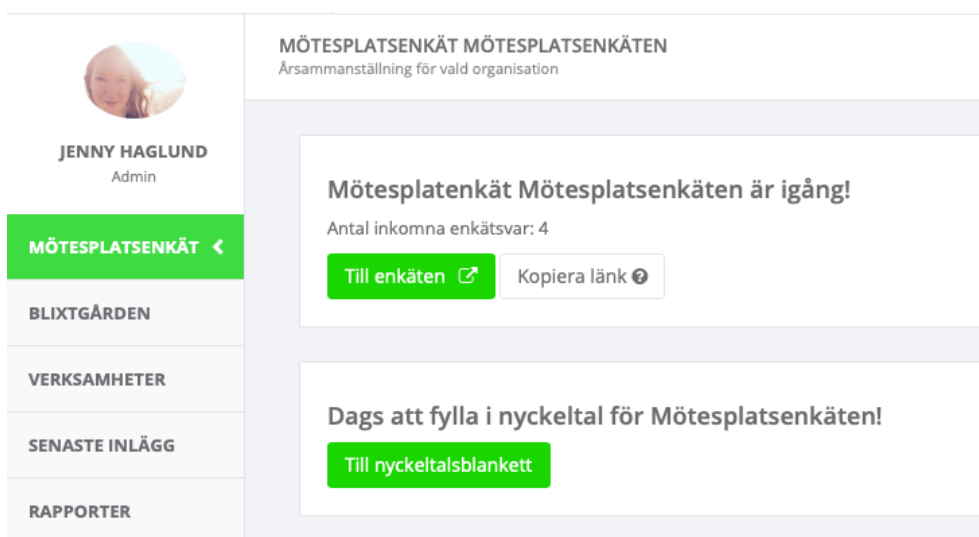 JENNY HAGLUND
Admin
MÖTESPLATSENKÄT
BLIXTGÅRDEN
VERKSAMHETER
SENASTE INLÄGG
RAPPORTER
MÖTESPLATSENKÄT MÖTESPLATSENKÄTEN
Årsammanställning för vald organisation
Mötesplatenkät Mötesplatsenkäten är igång!
Antal inkomna enkätsvar: 4
Till enkäten
Kopiera länk
Dags att fylla i nyckeltal för Mötesplatsenkäten!
Till nyckeltalsblankett